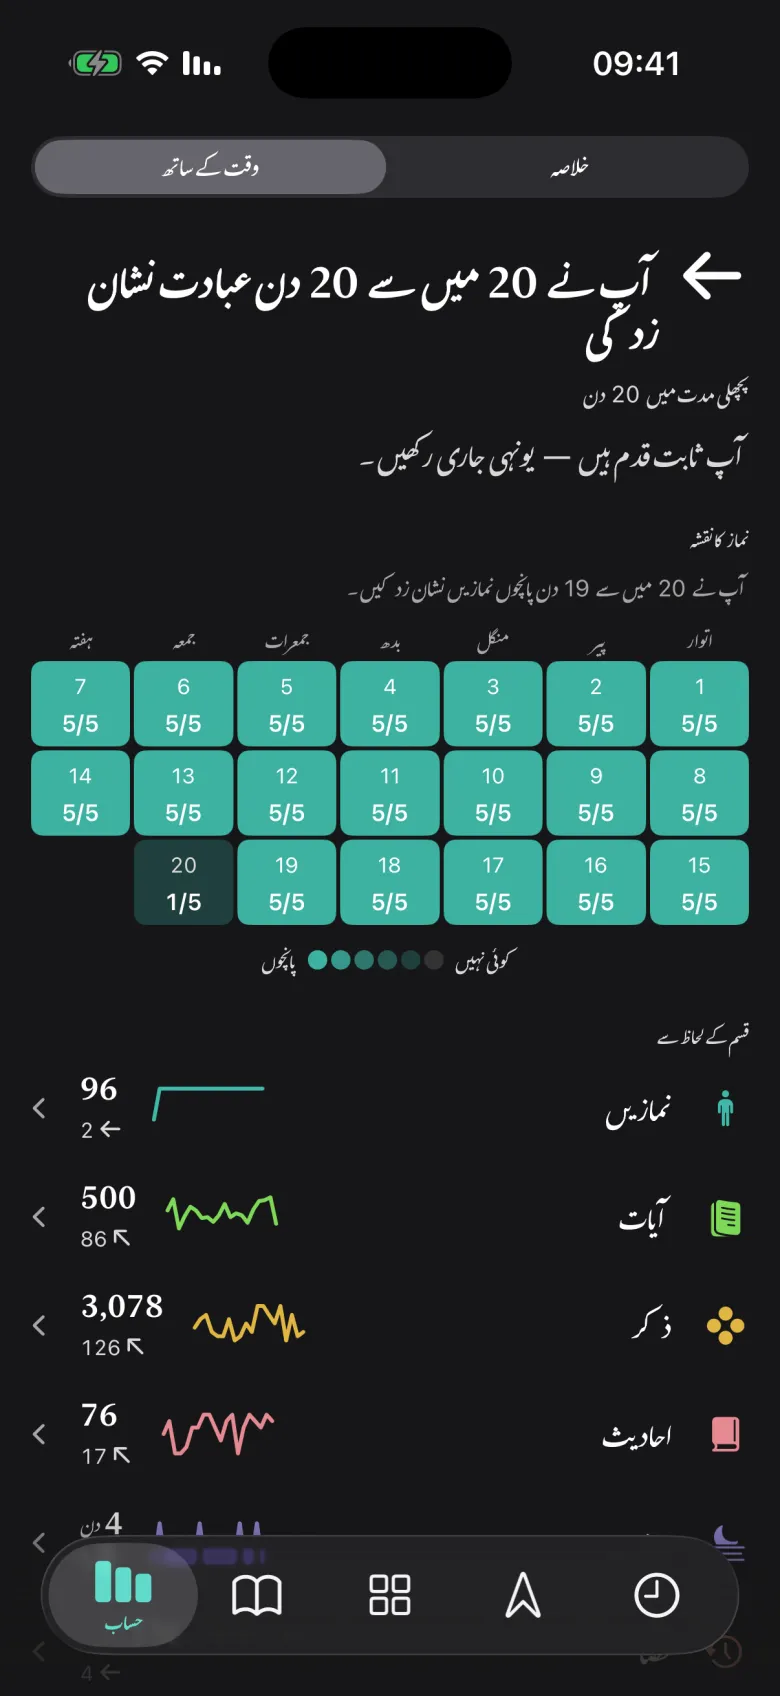 09:41
خلاصہ
وقت کے ساتھ
آپ نے 20 میں سے 20 دن عبادت نشان
زد کی
پچھلی مدت میں 20 دن
آپ ثابت قدم ہیں — یونہی جاری رکھیں۔
نماز کا نقشہ
آپ نے 20 میں سے 19 دن پانچوں نمازیں نشان زد کیں۔
اتوار پیر منگل بدھ جمعرات جمعہ ہفتہ
1 2 3 4 5 6 7
5/5 5/5 5/5 5/5 5/5 5/5 5/5
8 9 10 11 12 13 14
5/5 5/5 5/5 5/5 5/5 5/5 5/5
15 16 17 18 19 20
5/5 5/5 5/5 5/5 5/5 1/5
کوئی نہیں پانچوں
قسم کے لحاظ سے
نمازیں 96
2
آیات 500
86
ذکر 3,078
126
احادیث 76
17
4 دن
حساب
4